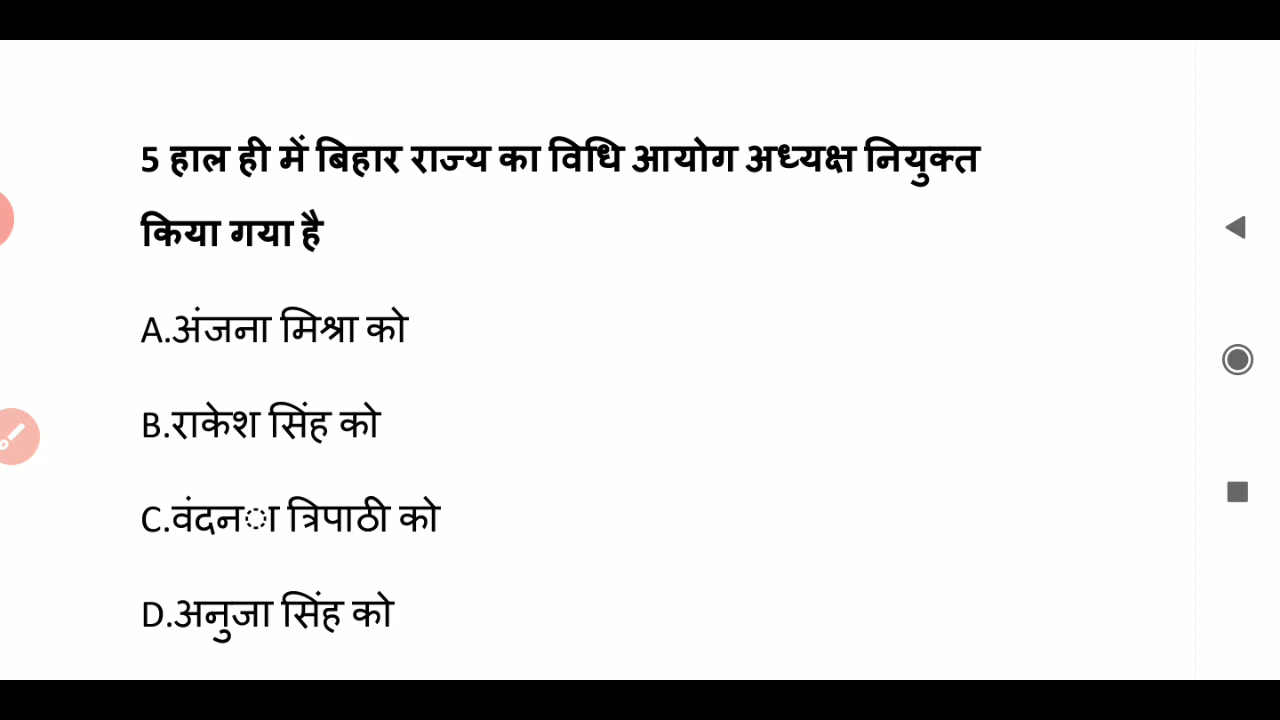 5 हाल ही में बिहार राज्य का विधि आयोग अध्यक्ष नियुक्त
किया गया है
A.अंजना मिश्रा को
B.राकेश सिंह को
C.वंदन​ा त्रिपाठी को
D.अनुजा सिंह को